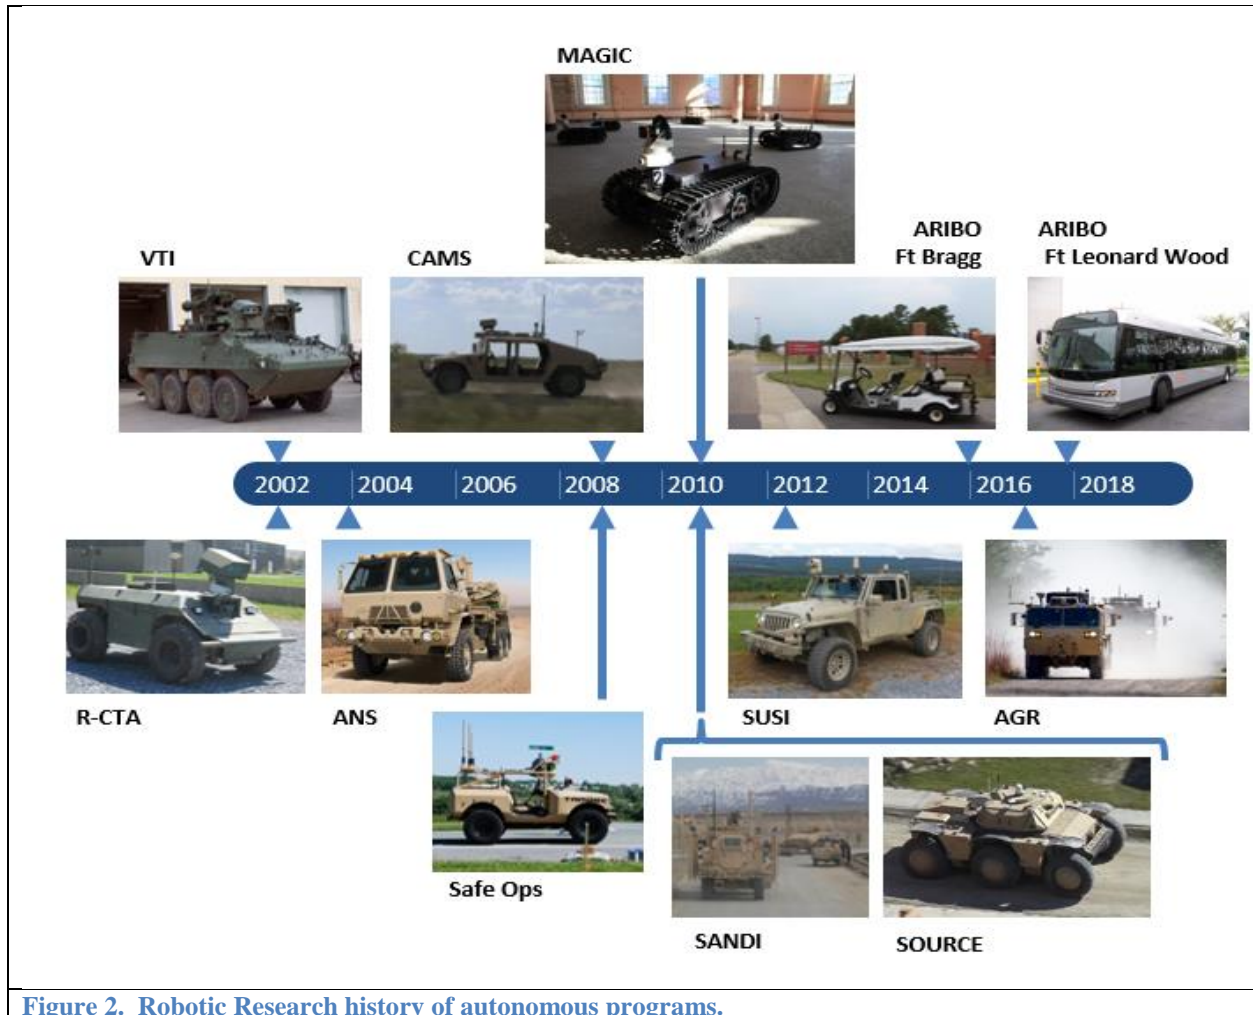 MAGIC
ARIBO
Ft Bragg
ARIBO
Ft Leonard Wood
VTI
CAMS
2002 2004 2006 2008 2010 2012 2014 2016 2018
R-CTA
ANS
SUSI
AGR
Safe Ops
SANDI
SOURCE
Figure 2. Robotic Research history of autonomous programs.